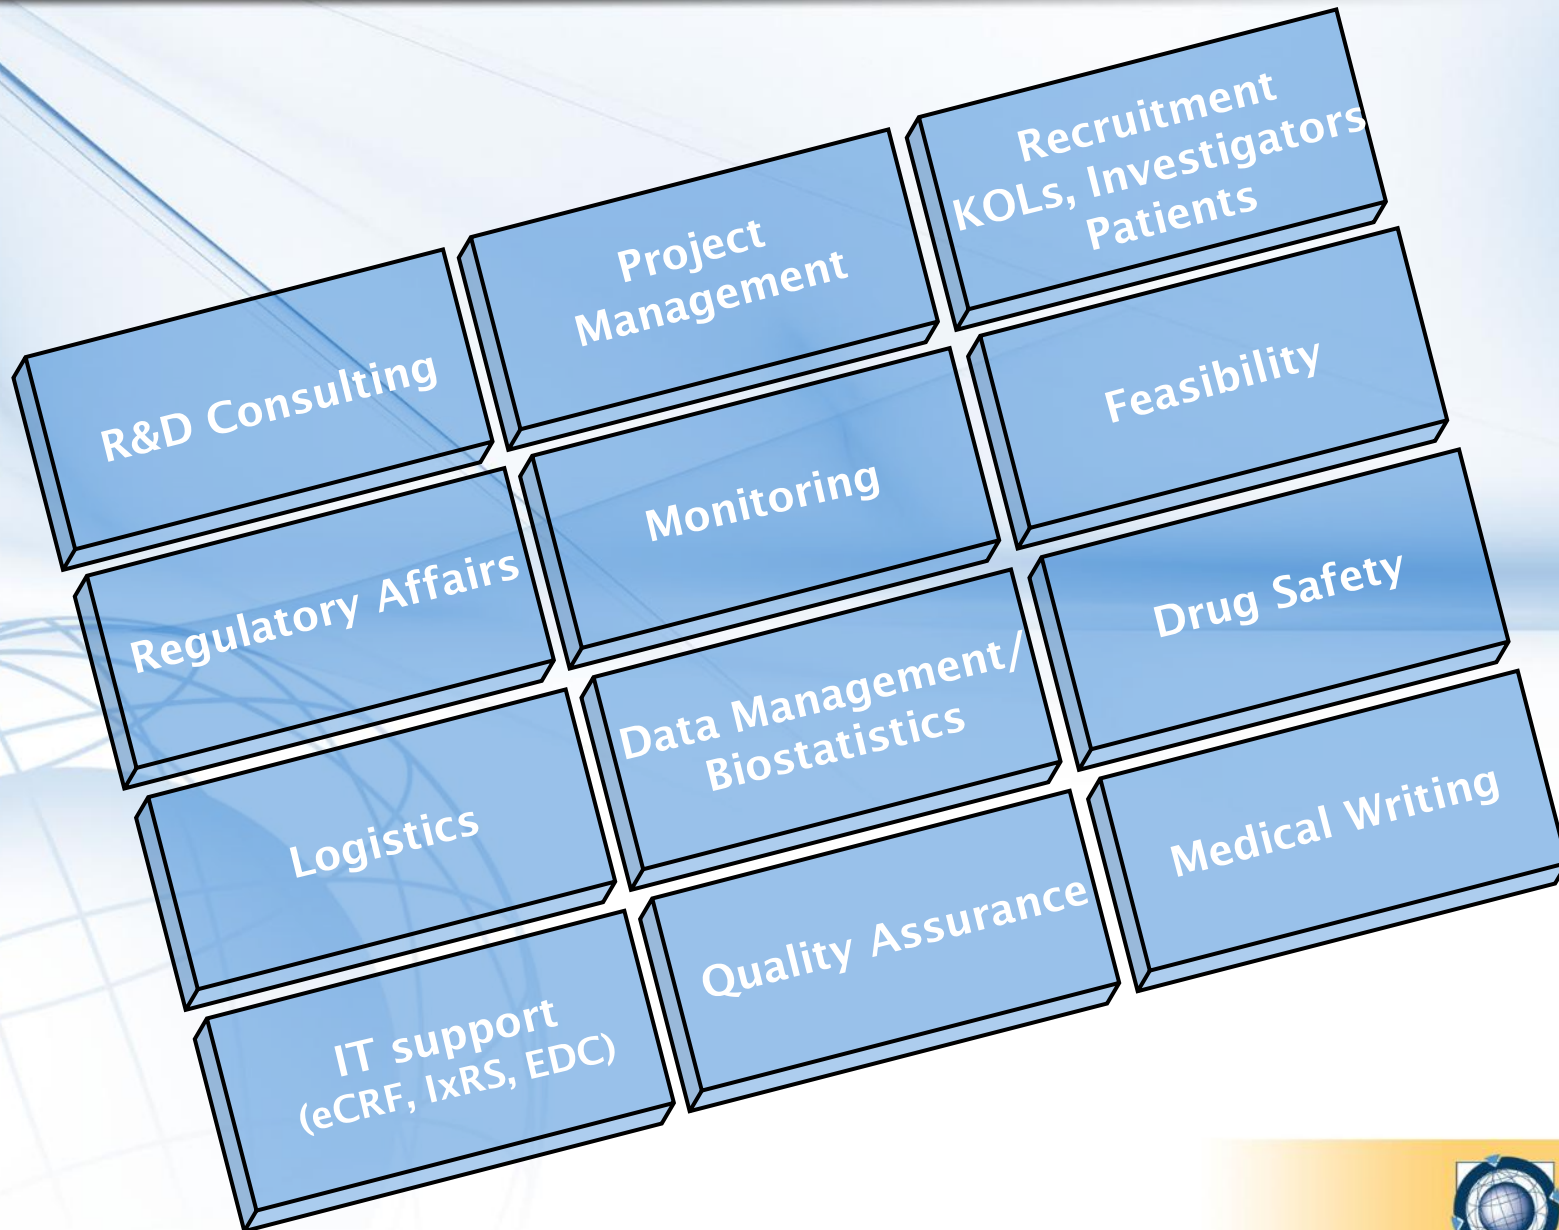 R&D Consulting
Project
Management
Recruitment
KOLs, Investigators
Patients
Regulatory Affairs
Monitoring
Feasibility
Logistics
Data Management/
Biostatistics
Drug Safety
IT support
(eCRF, IxRS, EDC)
Quality Assurance
Medical Writing